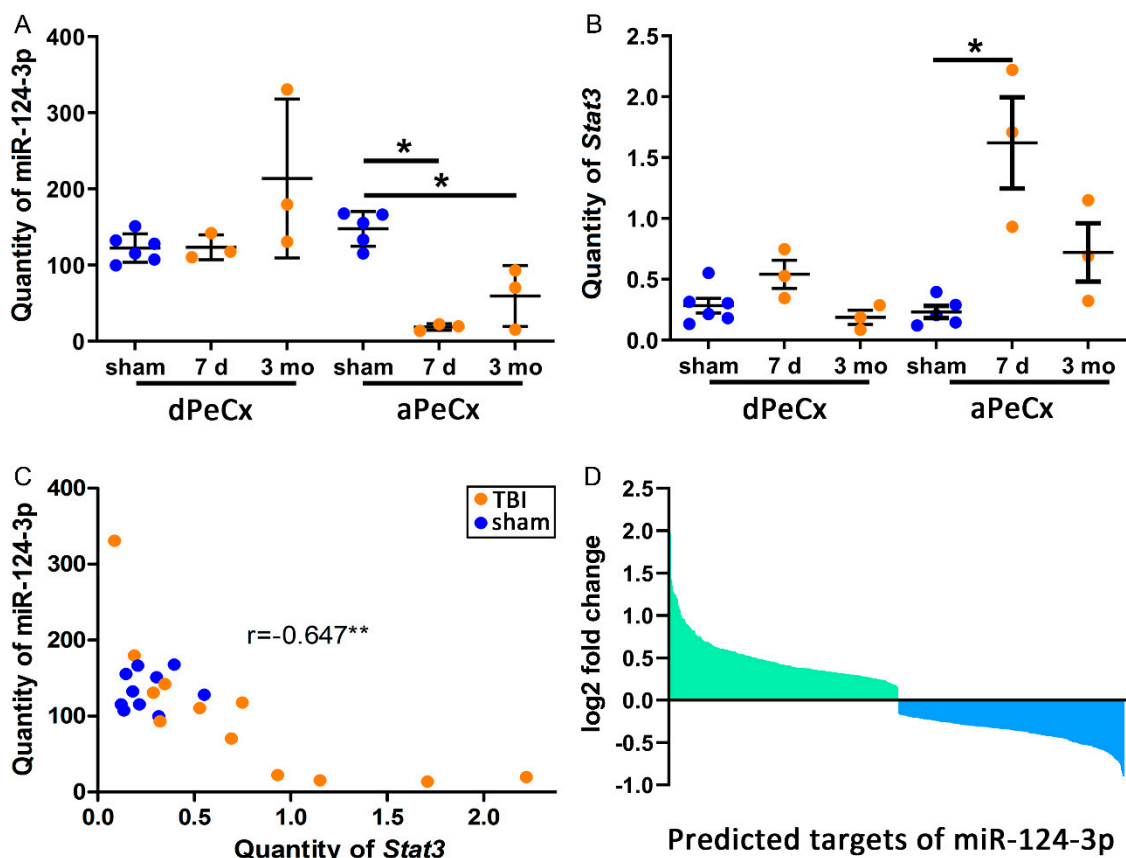 A
Quantity of miR-124-3p
400
300
200
100
0
*
*
sham 7 d 3 mo sham 7 d 3 mo
dPeCx aPeCx
B
Quantity of Stat3
2.5
2.0
1.5
1.0
0.5
0.0
*
sham 7 d 3 mo sham 7 d 3 mo
dPeCx aPeCx
C
Quantity of miR-124-3p
400
300
200
100
0
TBI
sham
r=-0.647**
0.0 0.5 1.0 1.5 2.0
Quantity of Stat3
D
log2 fold change
2.5
2.0
1.5
1.0
0.5
0.0
-0.5
-1.0
Predicted targets of miR-124-3p